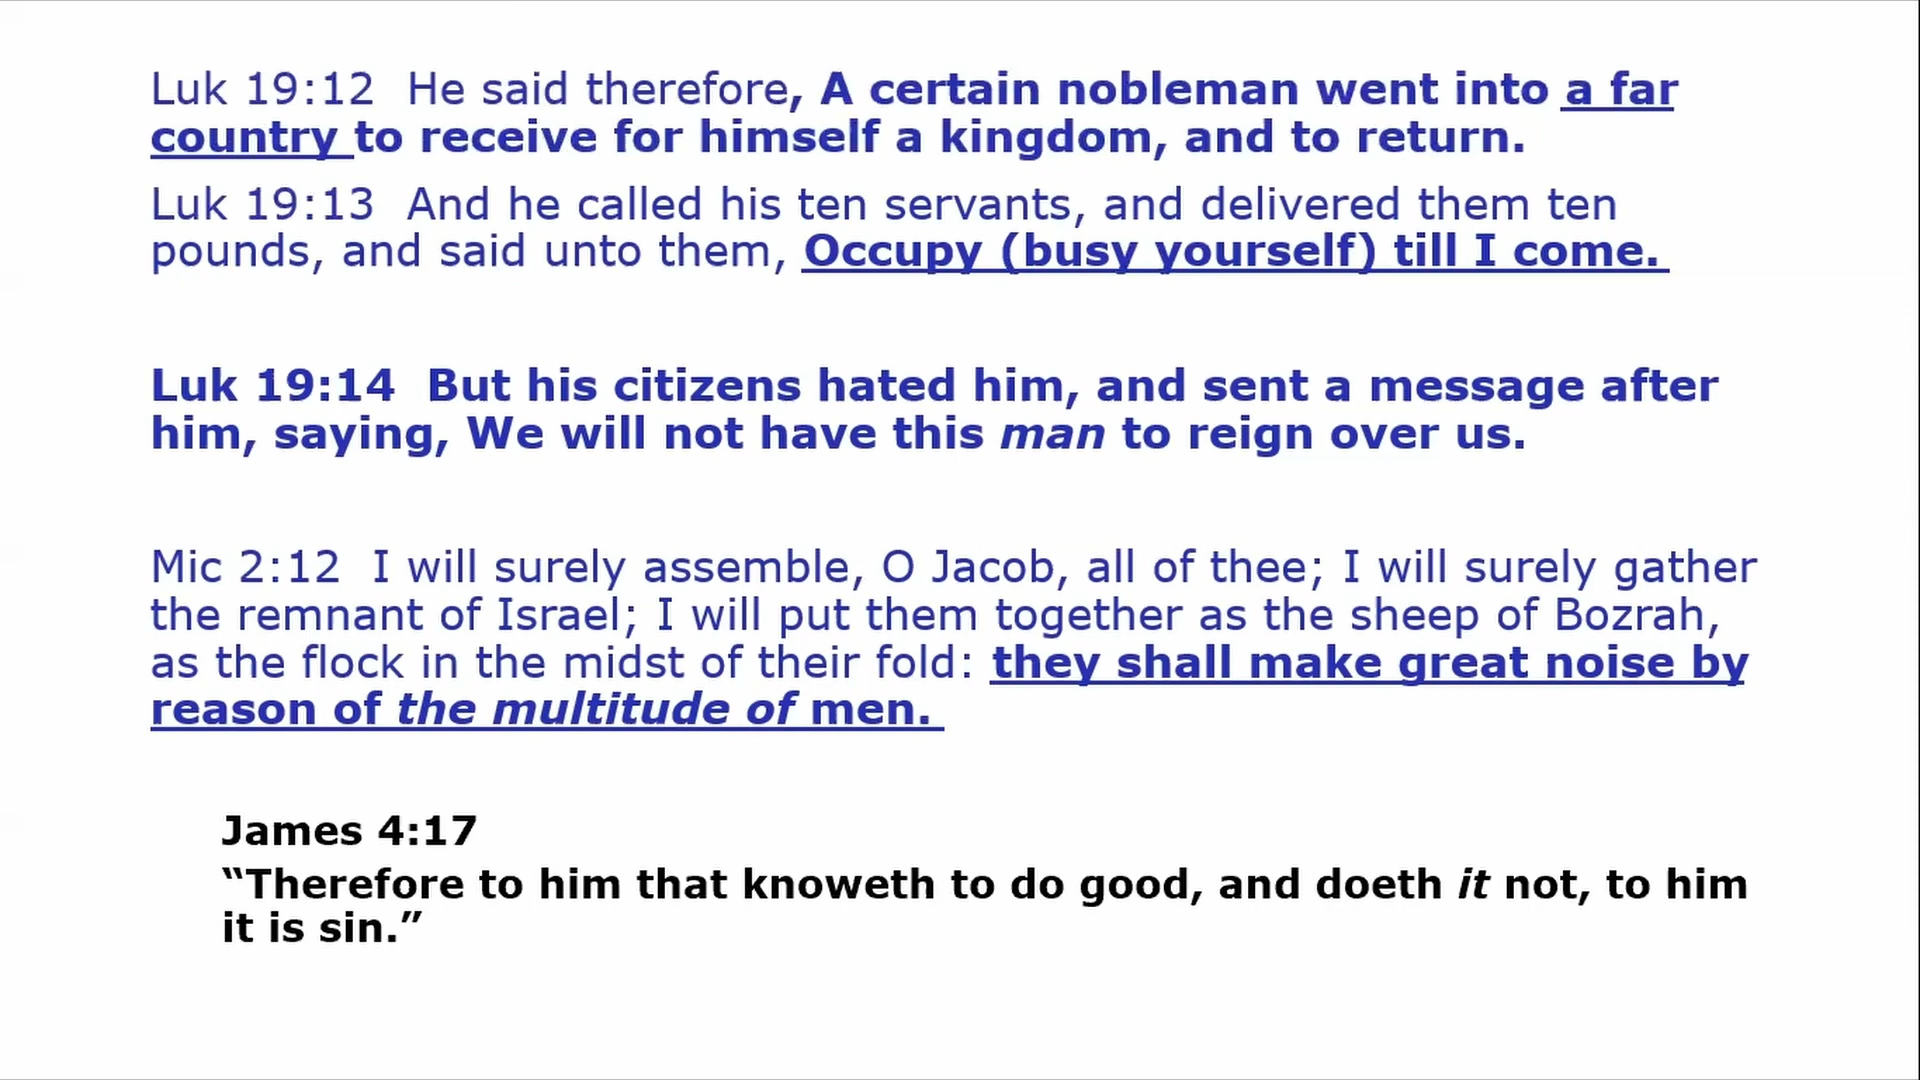 Luk 19:12  He said therefore, A certain nobleman went into a far
country to receive for himself a kingdom, and to return.
Luk 19:13  And he called his ten servants, and delivered them ten
pounds, and said unto them, Occupy (busy yourself) till I come.
Luk 19:14  But his citizens hated him, and sent a message after
him, saying, We will not have this man to reign over us.
Mic 2:12  I will surely assemble, O Jacob, all of thee; I will surely gather
the remnant of Israel; I will put them together as the sheep of Bozrah,
as the flock in the midst of their fold: they shall make great noise by
reason of the multitude of men.
James 4:17
“Therefore to him that knoweth to do good, and doeth it not, to him
it is sin.”